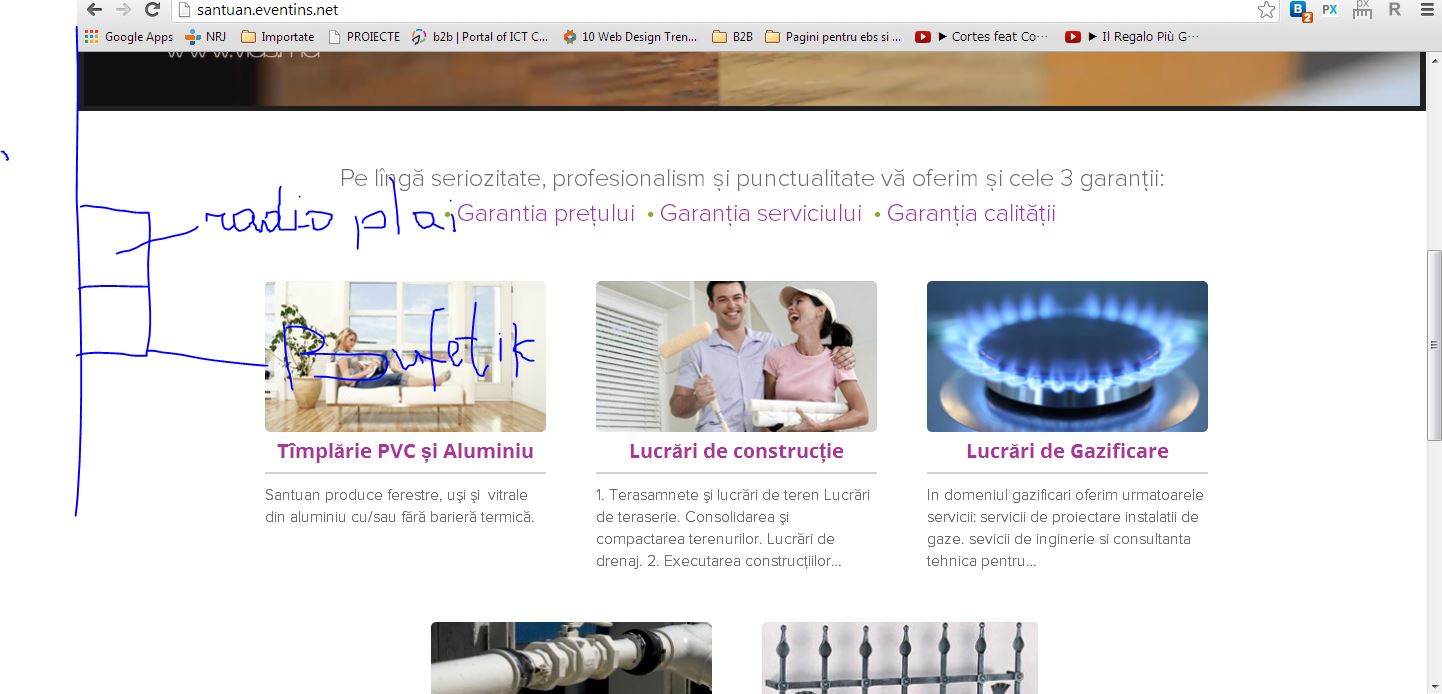 santuan.eventins.net
Google Apps NRJ Importate PROIECTE b2b | Portal of ICT C... 10 Web Design Tren... B2B Pagini pentru ebs si ... ► Cortes feat Co··· ► Il Regalo Più G···
Pe lîngă seriozitate, profesionalism și punctualitate vă oferim și cele 3 garanții:
• Garantia prețului • Garanția serviciului • Garanția calității
radio plai
Bufetik
Tîmplărie PVC și Aluminiu
Santuan produce ferestre, uşi şi vitrale
din aluminiu cu/sau fără barieră termică.
Lucrări de construcție
1. Terasamnete şi lucrări de teren Lucrări
de teraserie. Consolidarea şi
compactarea terenurilor. Lucrări de
drenaj. 2. Executarea construcțiilor...
Lucrări de Gazificare
In domeniul gazificari oferim urmatoarele
servicii: servicii de proiectare instalatii de
gaze. sevicii de inginerie si consultanta
tehnica pentru...